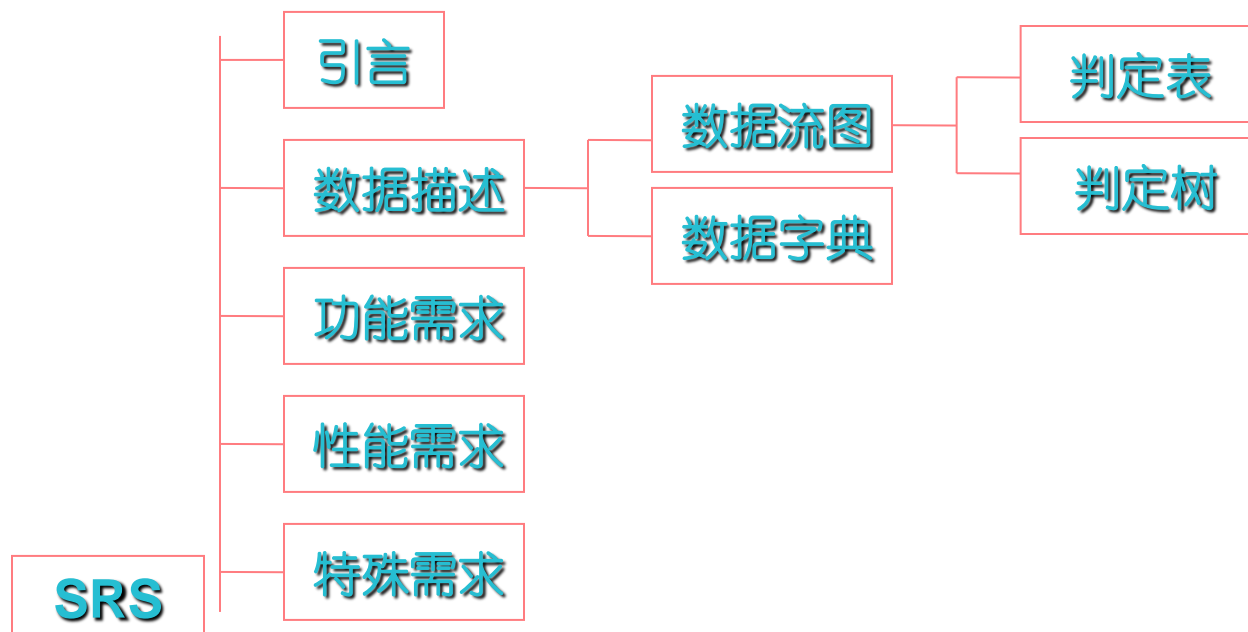 引言
判定表
数据流图
判定树
数据描述
数据字典
功能需求
性能需求
特殊需求
SRS